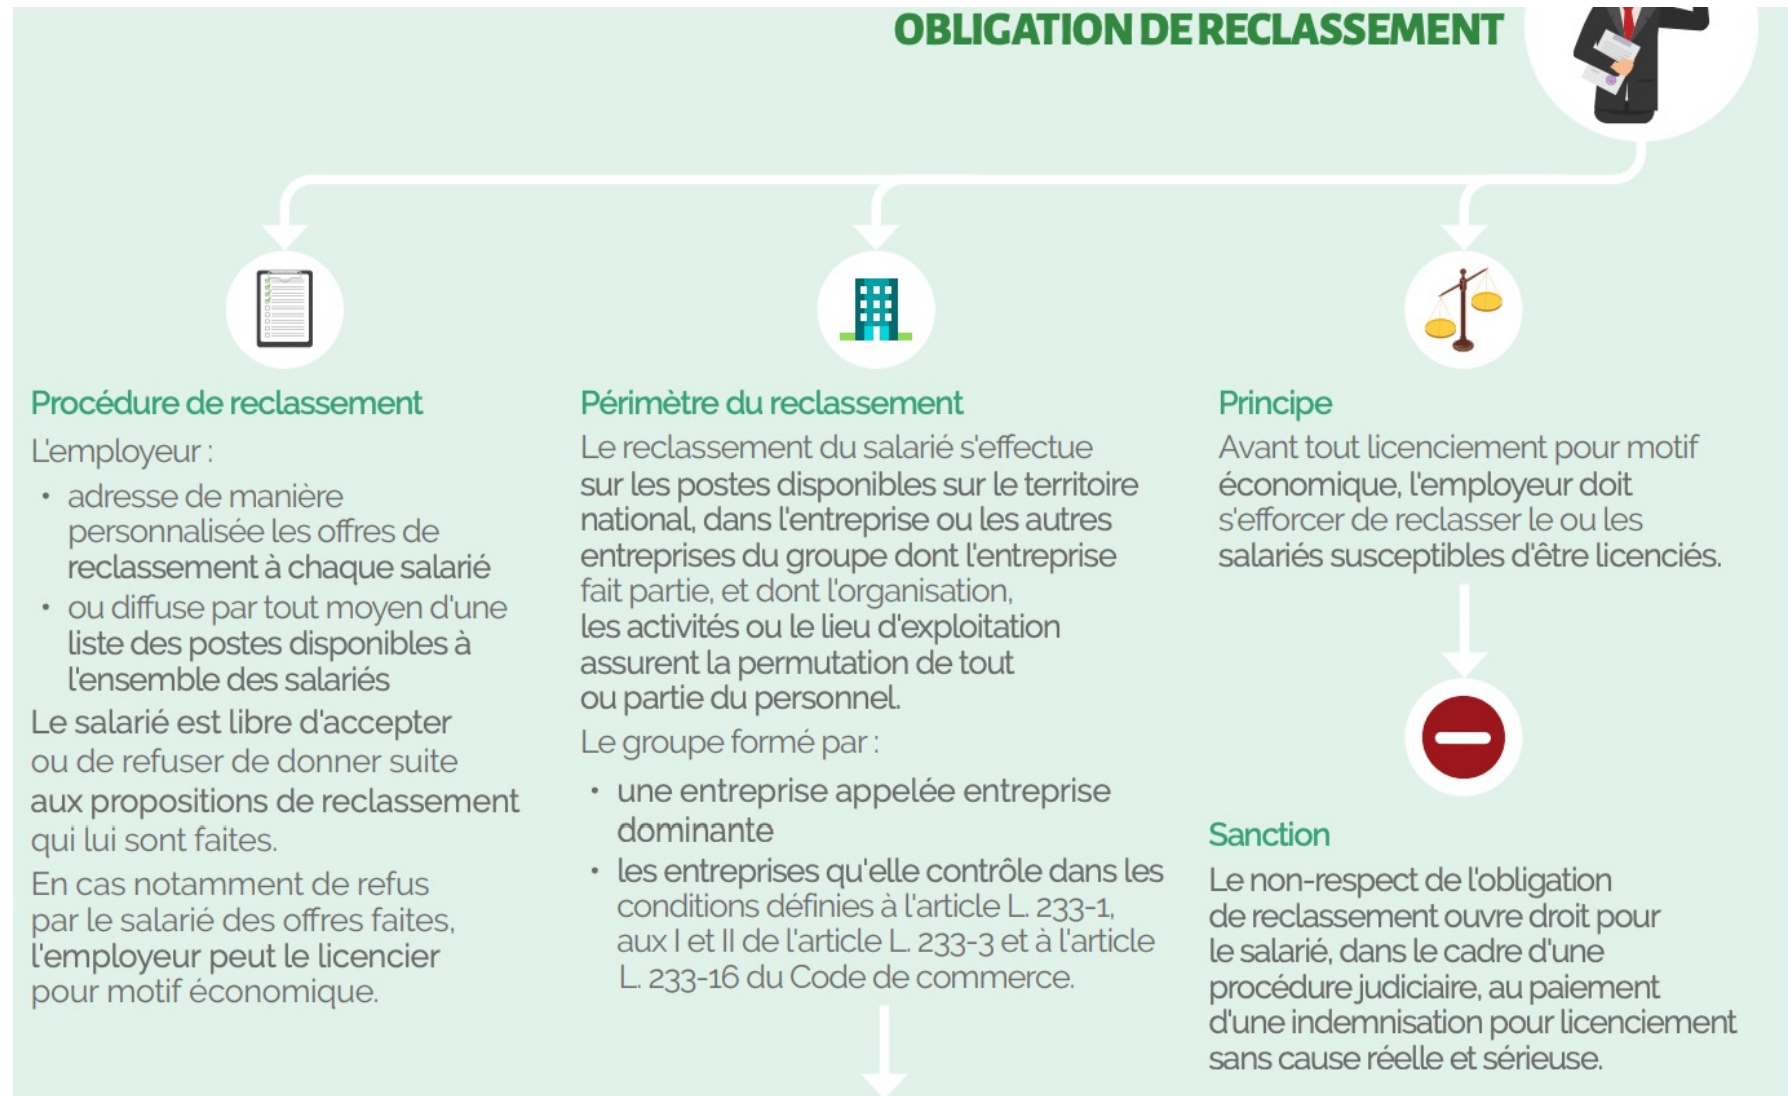 OBLIGATION DE RECLASSEMENT
Procédure de reclassement
L'employeur :
• adresse de manière
personnalisée les offres de
reclassement à chaque salarié
• ou diffuse par tout moyen d'une
liste des postes disponibles à
l'ensemble des salariés
Le salarié est libre d'accepter
ou de refuser de donner suite
aux propositions de reclassement
qui lui sont faites.
En cas notamment de refus
par le salarié des offres faites,
l'employeur peut le licencier
pour motif économique.
Périmètre du reclassement
Le reclassement du salarié s'effectue
sur les postes disponibles sur le territoire
national, dans l'entreprise ou les autres
entreprises du groupe dont l'entreprise
fait partie, et dont l'organisation,
les activités ou le lieu d'exploitation
assurent la permutation de tout
ou partie du personnel.
Le groupe formé par :
• une entreprise appelée entreprise
dominante
• les entreprises qu'elle contrôle dans les
conditions définies à l'article L. 233-1,
aux I et II de l'article L. 233-3 et à l'article
L. 233-16 du Code de commerce.
Principe
Avant tout licenciement pour motif
économique, l'employeur doit
s'efforcer de reclasser le ou les
salariés susceptibles d'être licenciés.
Sanction
Le non-respect de l'obligation
de reclassement ouvre droit pour
le salarié, dans le cadre d'une
procédure judiciaire, au paiement
d'une indemnisation pour licenciement
sans cause réelle et sérieuse.